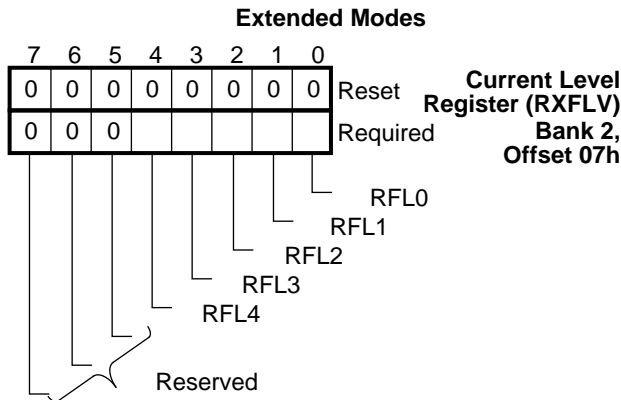 Extended Modes
7 6 5 4 3 2 1 0
0 0 0 0 0 0 0 0 Reset
0 0 0 Required
Current Level
Register (RXFLV)
Bank 2,
Offset 07h
RFL0
RFL1
RFL2
RFL3
RFL4
Reserved